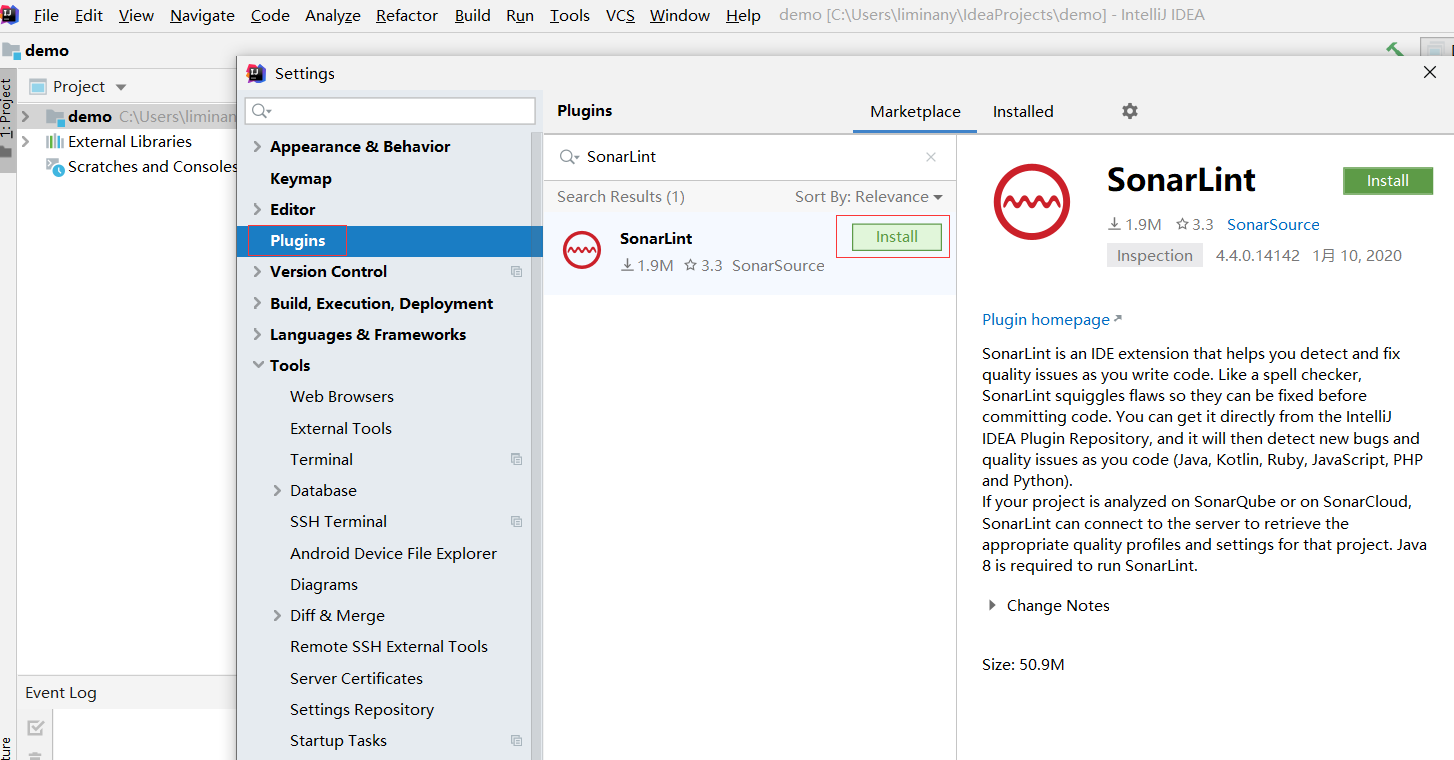 File Edit View Navigate Code Analyze Refactor Build Run Tools VCS Window Help demo [C:\Users\liminany\IdeaProjects\demo] - IntelliJ IDEA
demo
1: Project
Project
demo C:\Users\liminan
External Libraries
Scratches and Consoles
Event Log
Settings
Appearance & Behavior
Keymap
Editor
Plugins
Version Control
Build, Execution, Deployment
Languages & Frameworks
Tools
Web Browsers
External Tools
Terminal
Database
SSH Terminal
Android Device File Explorer
Diagrams
Diff & Merge
Remote SSH External Tools
Server Certificates
Settings Repository
Startup Tasks
Plugins
Marketplace
Installed
SonarLint
Search Results (1)
Sort By: Relevance
SonarLint
Install
1.9M 3.3 SonarSource
SonarLint
Install
1.9M 3.3 SonarSource
Inspection 4.4.0.14142 1月 10, 2020
Plugin homepage
SonarLint is an IDE extension that helps you detect and fix
quality issues as you write code. Like a spell checker,
SonarLint squiggles flaws so they can be fixed before
committing code. You can get it directly from the IntelliJ
IDEA Plugin Repository, and it will then detect new bugs and
quality issues as you code (Java, Kotlin, Ruby, JavaScript, PHP
and Python).
If your project is analyzed on SonarQube or on SonarCloud,
SonarLint can connect to the server to retrieve the
appropriate quality profiles and settings for that project. Java
8 is required to run SonarLint.
Change Notes
Size: 50.9M